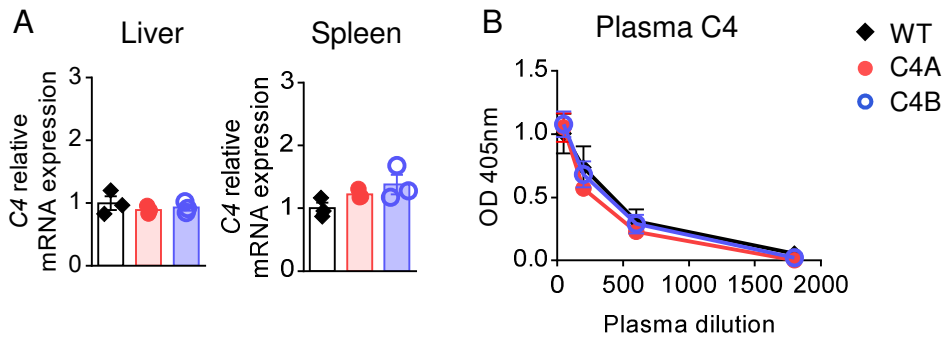 A
Liver
Spleen
C4 relative
mRNA expression
3
2
1
0
C4 relative
mRNA expression
3
2
1
0
B
Plasma C4
OD 405nm
1.5
1.0
0.5
0.0
0 500 1000 1500 2000
Plasma dilution
WT
C4A
C4B